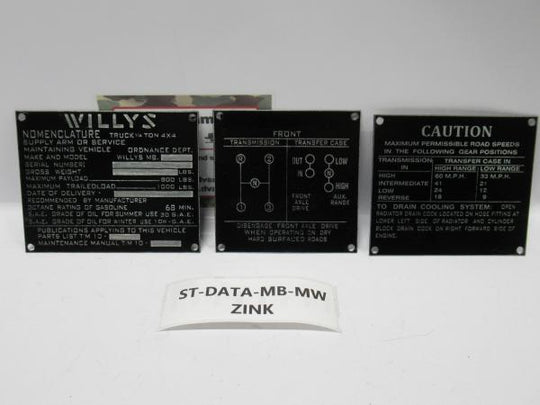 WILLYS
NOMENCLATURE TRUCK ¼ TON 4X4
SUPPLY ARM OR SERVICE
MAINTAINING VEHICLE ORDNANCE DEPT.
MAKE AND MODEL WILLYS MB.
SERIAL NUMBER:
GROSS WEIGHT LBS.
MAXIMUM PAYLOAD 800 LBS.
MAXIMUM TRAILEDLOAD 1000 LBS.
DATE OF DELIVERY
RECOMMENDED BY MANUFACTURER
OCTANE RATING OF GASOLINE 68 MIN.
S.A.E. GRADE OF OIL FOR SUMMER USE 30 S.A.E.
S.A.E. GRADE OF OIL FOR WINTER USE
PUBLICATIONS APPLYING TO THIS VEHICLE
PARTS LIST TM 10-
MAINTENANCE MANUAL TM 10-
FRONT
TRANSMISSION TRANSFER CASE
R 2 OUT LOW
N IN N
HIGH
1 3 FRONT AXLE DRIVE AUX. RANGE
DISENGAGE FRONT AXLE DRIVE
WHEN OPERATING ON DRY
HARD SURFACED ROADS
CAUTION
MAXIMUM PERMISSIBLE ROAD SPEEDS
IN THE FOLLOWING GEAR POSITIONS
TRANSMISSION TRANSFER CASE IN
IN HIGH RANGE LOW RANGE
HIGH 60 M.P.H. 33 M.P.H.
INTERMEDIATE 41 21
LOW 24 12
REVERSE 18 9
TO DRAIN COOLING SYSTEM: OPEN
RADIATOR DRAIN COCK LOCATED ON HOSE FITTING AT
LOWER LEFT SIDE OF RADIATOR AND CYLINDER
BLOCK DRAIN COCK ON RIGHT FORWARD SIDE OF
ENGINE.
ST-DATA-MB-MW
ZINK